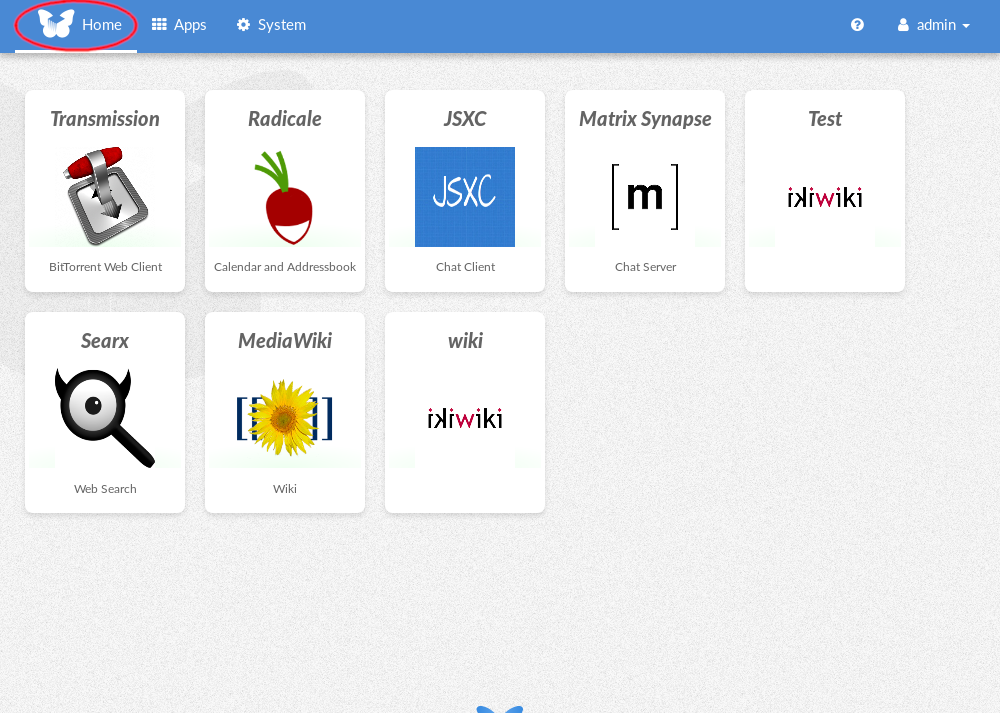 Home Apps System admin
Transmission Radicale JSXC Matrix Synapse Test
JSXC [m] ikiwiki
BitTorrent Web Client Calendar and Addressbook Chat Client Chat Server
Searx MediaWiki wiki
[[ ]] ikiwiki
Web Search Wiki